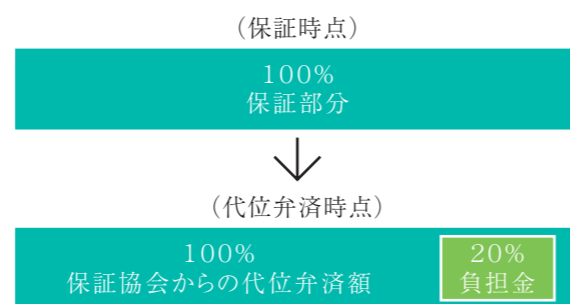 （保証時点）
100%
保証部分
（代位弁済時点）
100%
保証協会からの代位弁済額
20%
負担金